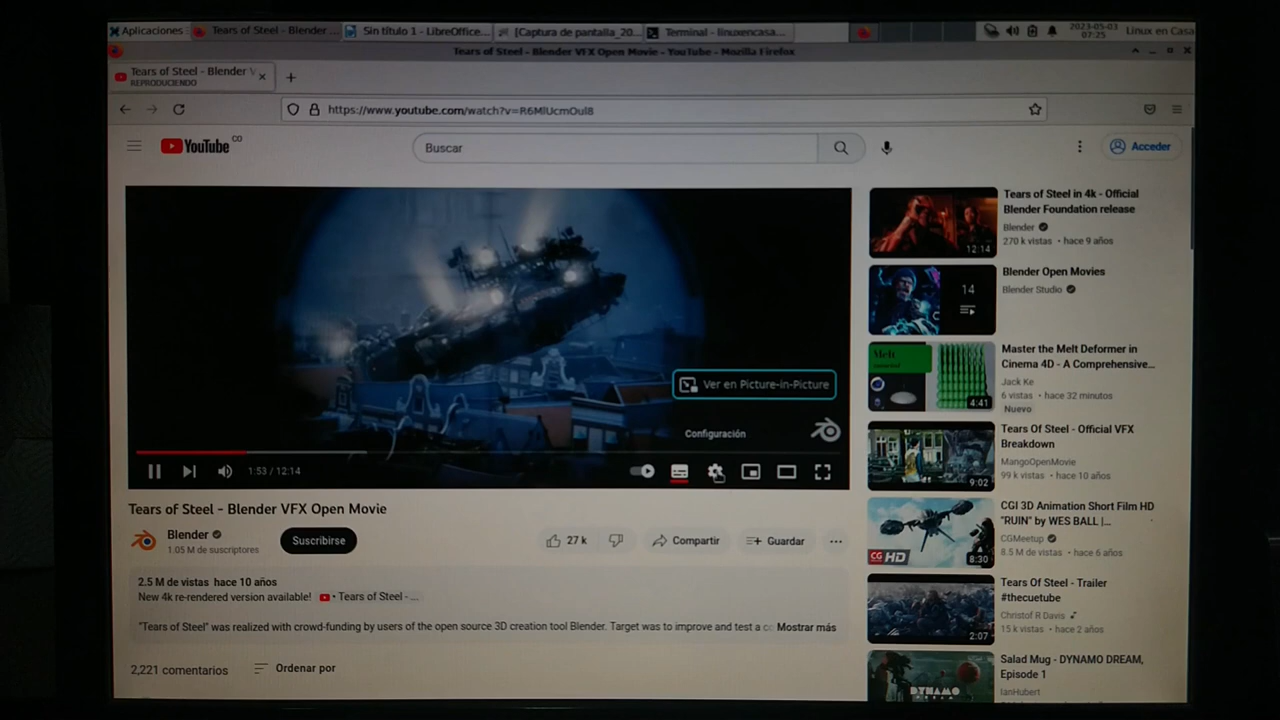 Aplicaciones
Tears of Steel - Blender ...
Sin título 1 - LibreOffice...
[Captura de pantalla_20...
Terminal - linuxencasa...
2023-05-03
07:25
Linux en Casa
Tears of Steel - Blender VFX Open Movie - YouTube - Mozilla Firefox
Tears of Steel - Blender V
REPRODUCIENDO
https://www.youtube.com/watch?v=R6MlUcmOul8
YouTube CO
Buscar
Acceder
Ver en Picture-in-Picture
Configuración
1:53 / 12:14
Tears of Steel - Blender VFX Open Movie
Blender
1.05 M de suscriptores
Suscribirse
27 k
Compartir
Guardar
2.5 M de vistas hace 10 años
New 4k re-rendered version available! • Tears of Steel - ...
"Tears of Steel" was realized with crowd-funding by users of the open source 3D creation tool Blender. Target was to improve and test a co Mostrar más
2,221 comentarios
Ordenar por
Tears of Steel in 4k - Official
Blender Foundation release
Blender
270 k vistas • hace 9 años
12:14
Blender Open Movies
Blender Studio
14
Master the Melt Deformer in
Cinema 4D - A Comprehensive...
Jack Ke
6 vistas • hace 32 minutos
Nuevo
Melt
4:41
Tears Of Steel - Official VFX
Breakdown
MangoOpenMovie
99 k vistas • hace 10 años
9:02
CGI 3D Animation Short Film HD
"RUIN" by WES BALL |...
CGMeetup
8.5 M de vistas • hace 6 años
CG HD
8:30
Tears Of Steel - Trailer
#thecuetube
Christof R Davis
15 k vistas • hace 2 años
2:07
Salad Mug - DYNAMO DREAM,
Episode 1
IanHubert
DYNAMO